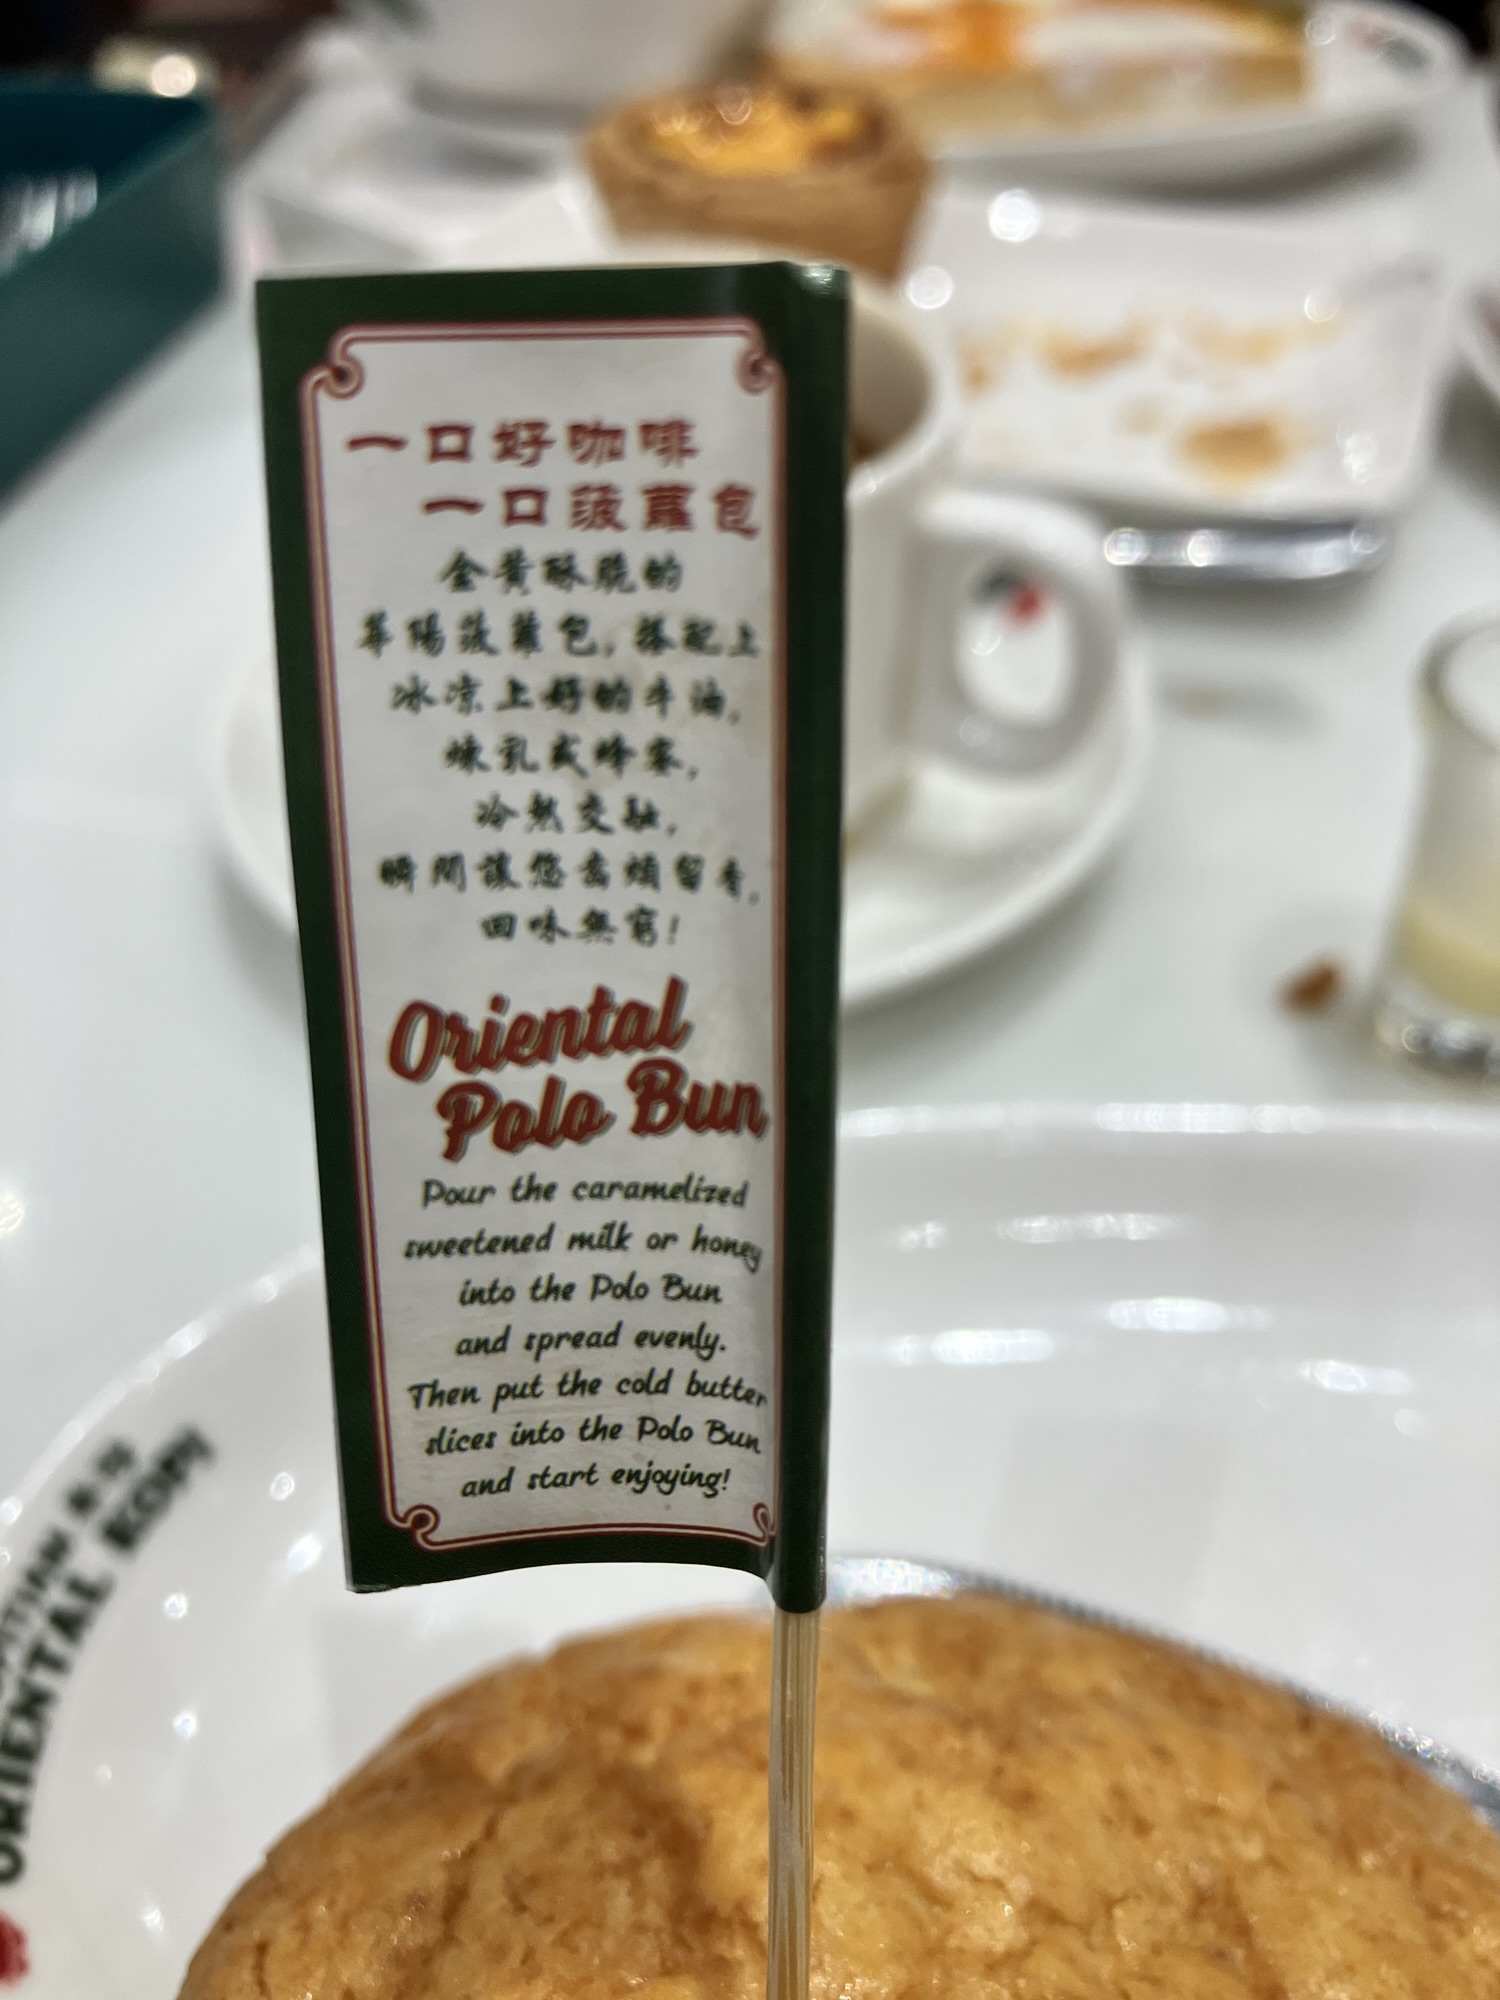 一口好咖啡
一口菠蘿包
金黃酥脆的
華陽菠蘿包,搭配上
冰凉上好的牛油,
煉乳或蜂蜜,
冷熱交融,
瞬間讓您齒頰留香,
回味無窮!
Oriental
Polo Bun
Pour the caramelized
sweetened milk or honey
into the Polo Bun
and spread evenly.
Then put the cold butter
slices into the Polo Bun
and start enjoying!
ORIENTAL KOPI